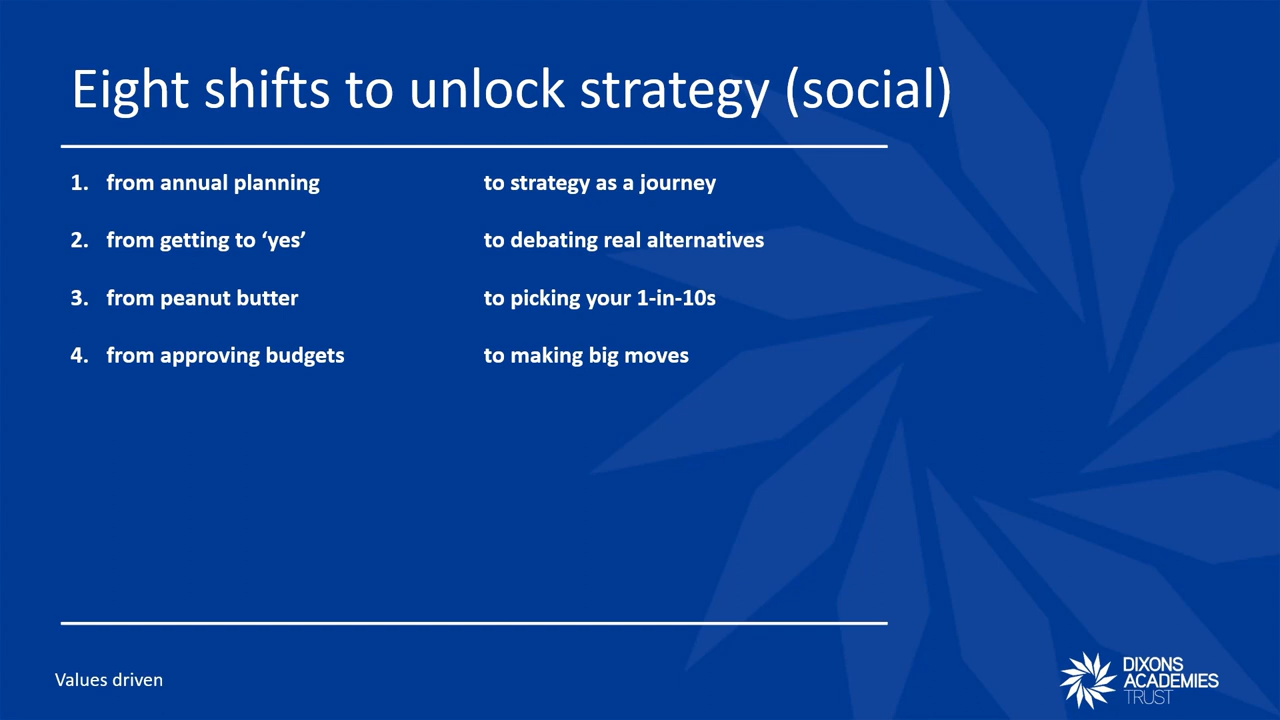 Eight shifts to unlock strategy (social)
1. from annual planning to strategy as a journey
2. from getting to ‘yes’ to debating real alternatives
3. from peanut butter to picking your 1-in-10s
4. from approving budgets to making big moves
Values driven
DIXONS
ACADEMIES
TRUST